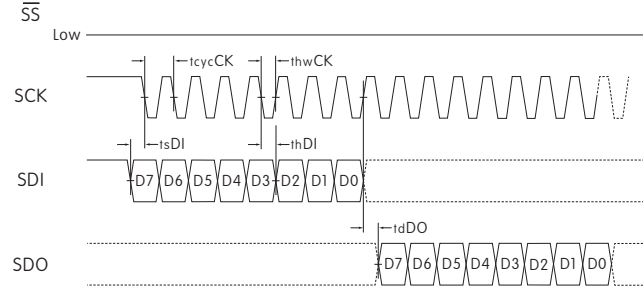 SS
Low
tcycCK thwCK
SCK
tsDI thDI
SDI D7 D6 D5 D4 D3 D2 D1 D0
tdDO
SDO D7 D6 D5 D4 D3 D2 D1 D0